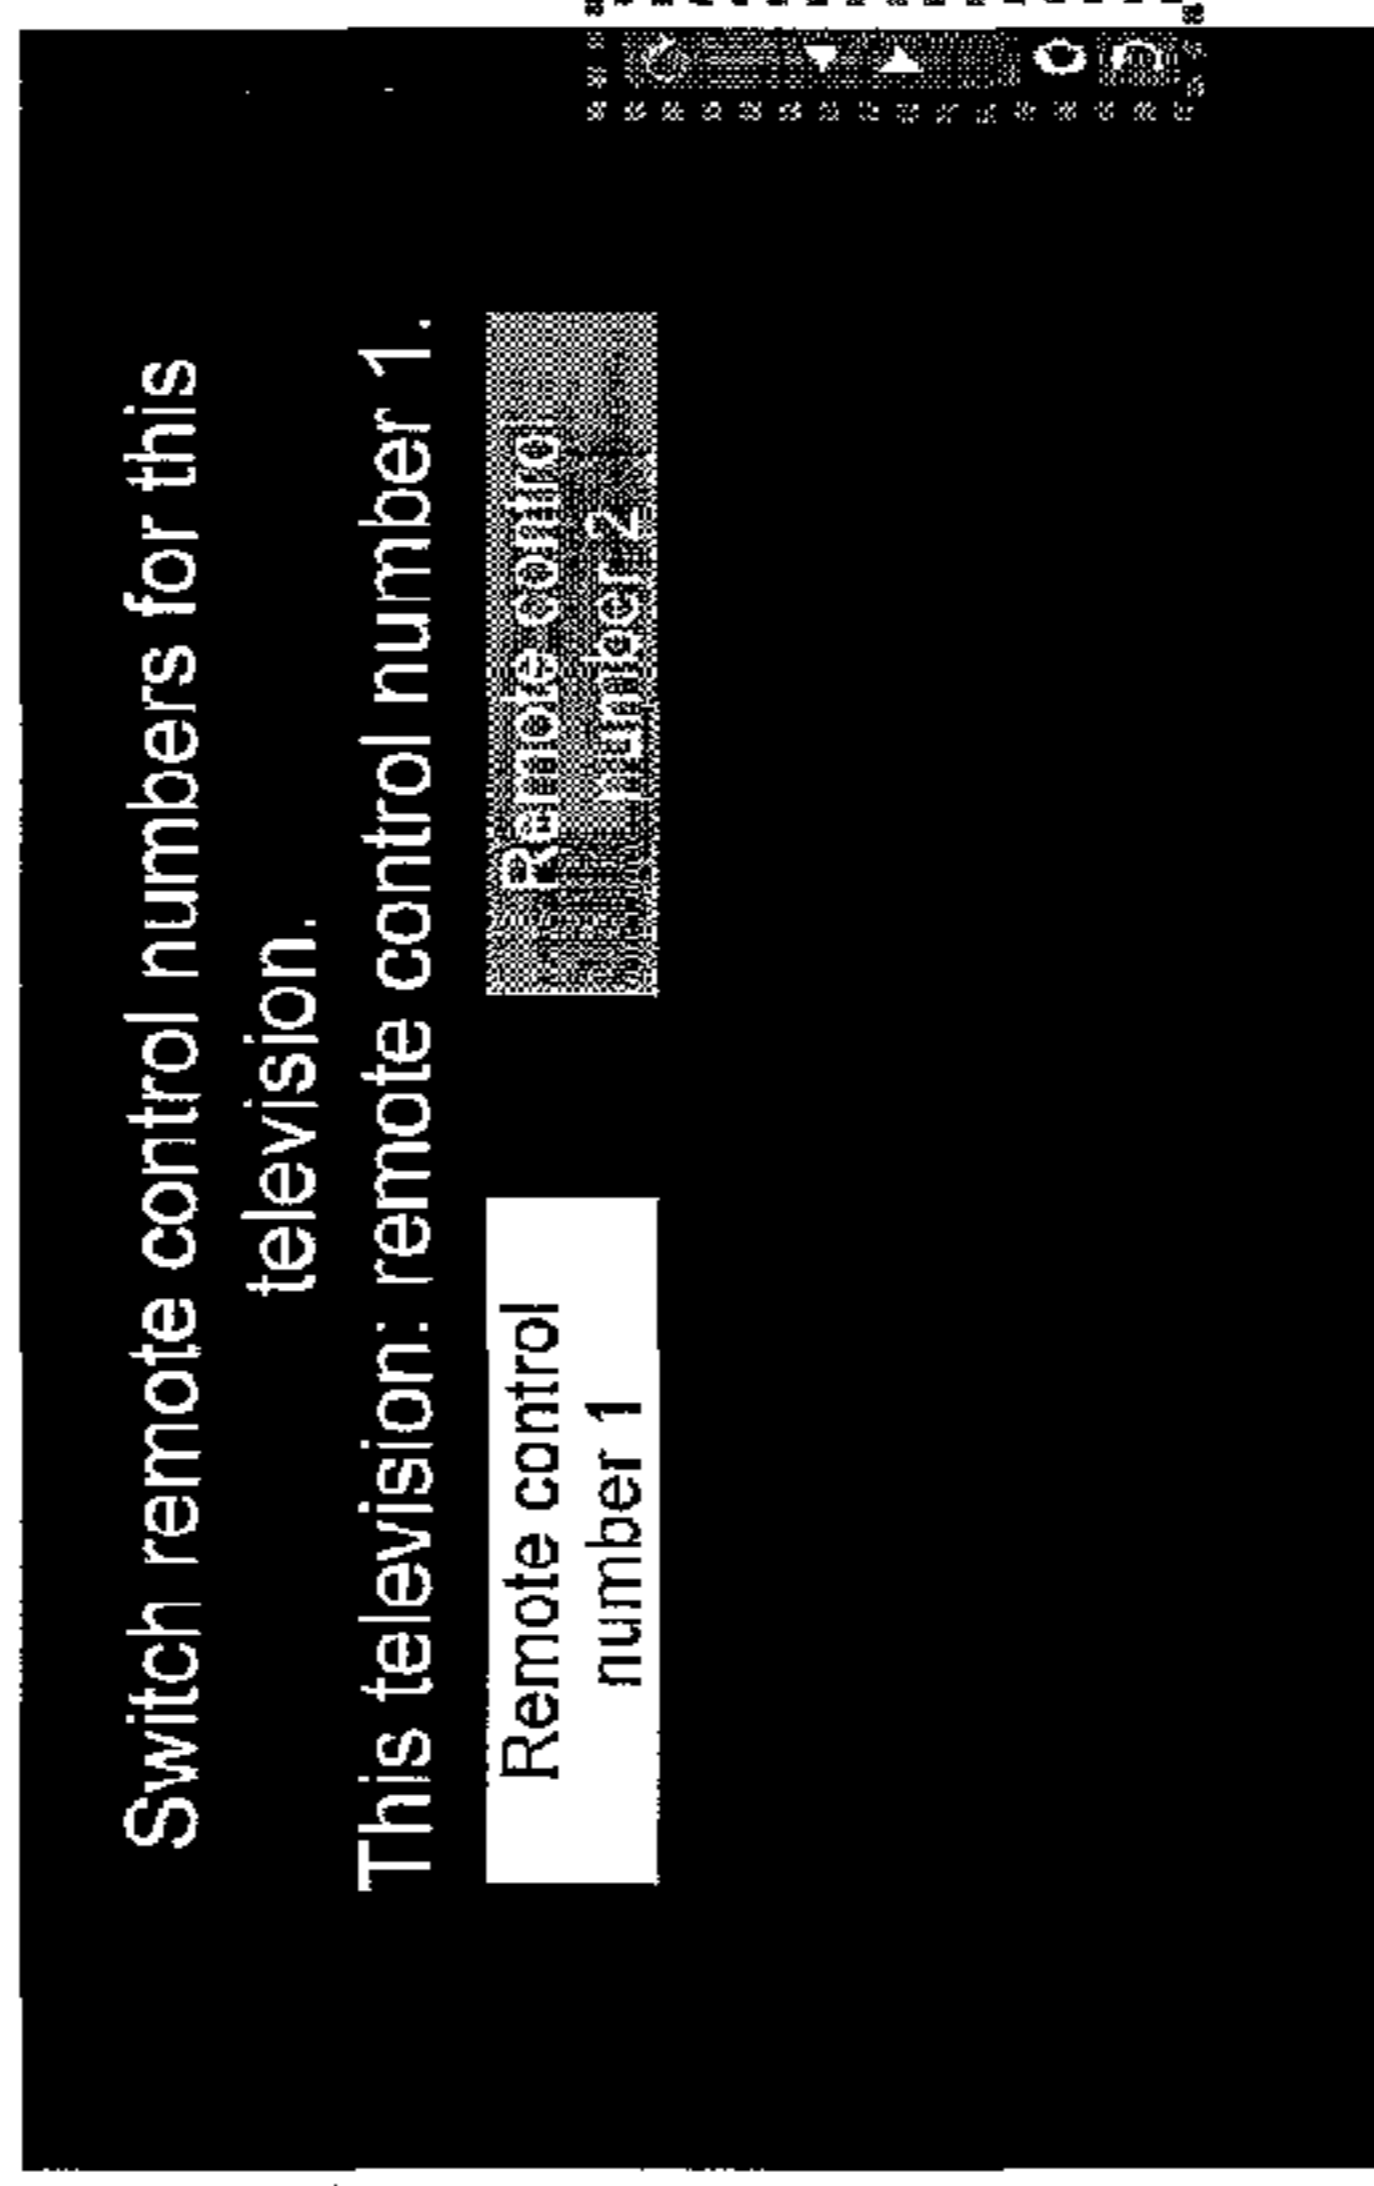 Switch remote control numbers for this
television.
This television: remote control number 1.
Remote control
number 1
Remote control
number 2